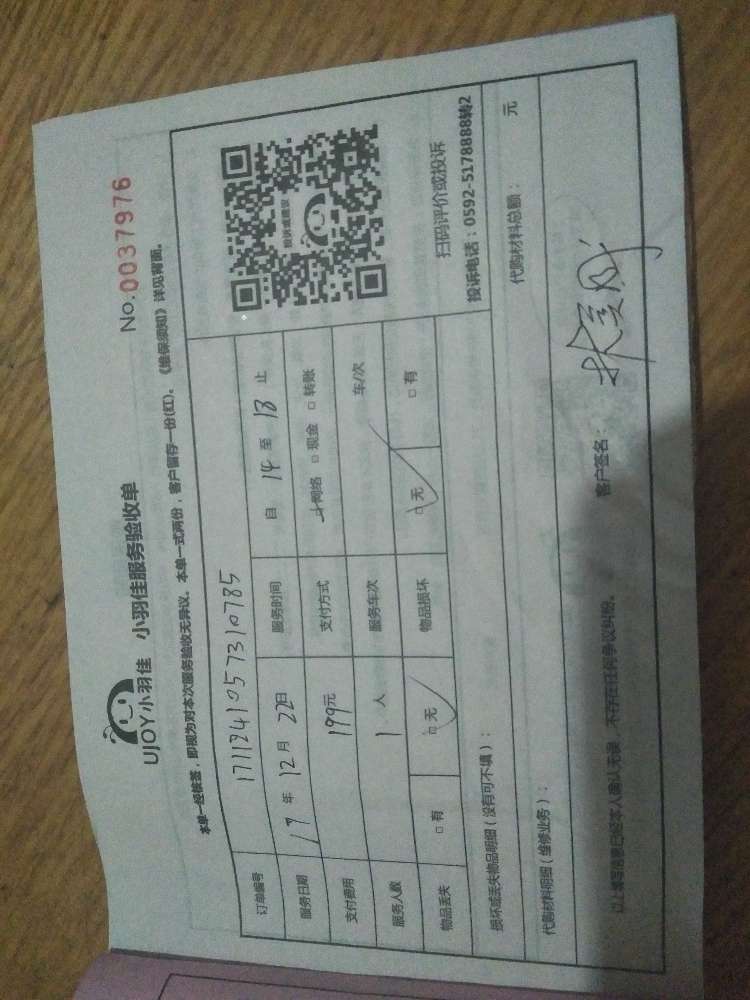 UJOY小羽佳 小羽佳服务验收单 No.0037976
本单一经核签，即视为对本次服务验收无异议。本单一式两份，客户留存一份(红)。《维保须知》详见背面。
订单编号 17111241057310785
服务日期 17 年 12 月 22 日 服务时间 自 14 至 18 止
支付费用 199元 支付方式 网络 □ 现金 □ 转账
服务人数 1 人 服务车次 车/次
物品丢失 □ 有 □ 无 物品损坏 □ 无 □ 有
投诉或建议
扫码评价或投诉
投诉电话：0592-5178888转2
损坏或丢失物品明细（没有可不填）：
代购材料明细（维修业务）： 代购材料总额： 元
以上填写信息已经本人确认无误，不存在任何争议纠纷。 客户签名：